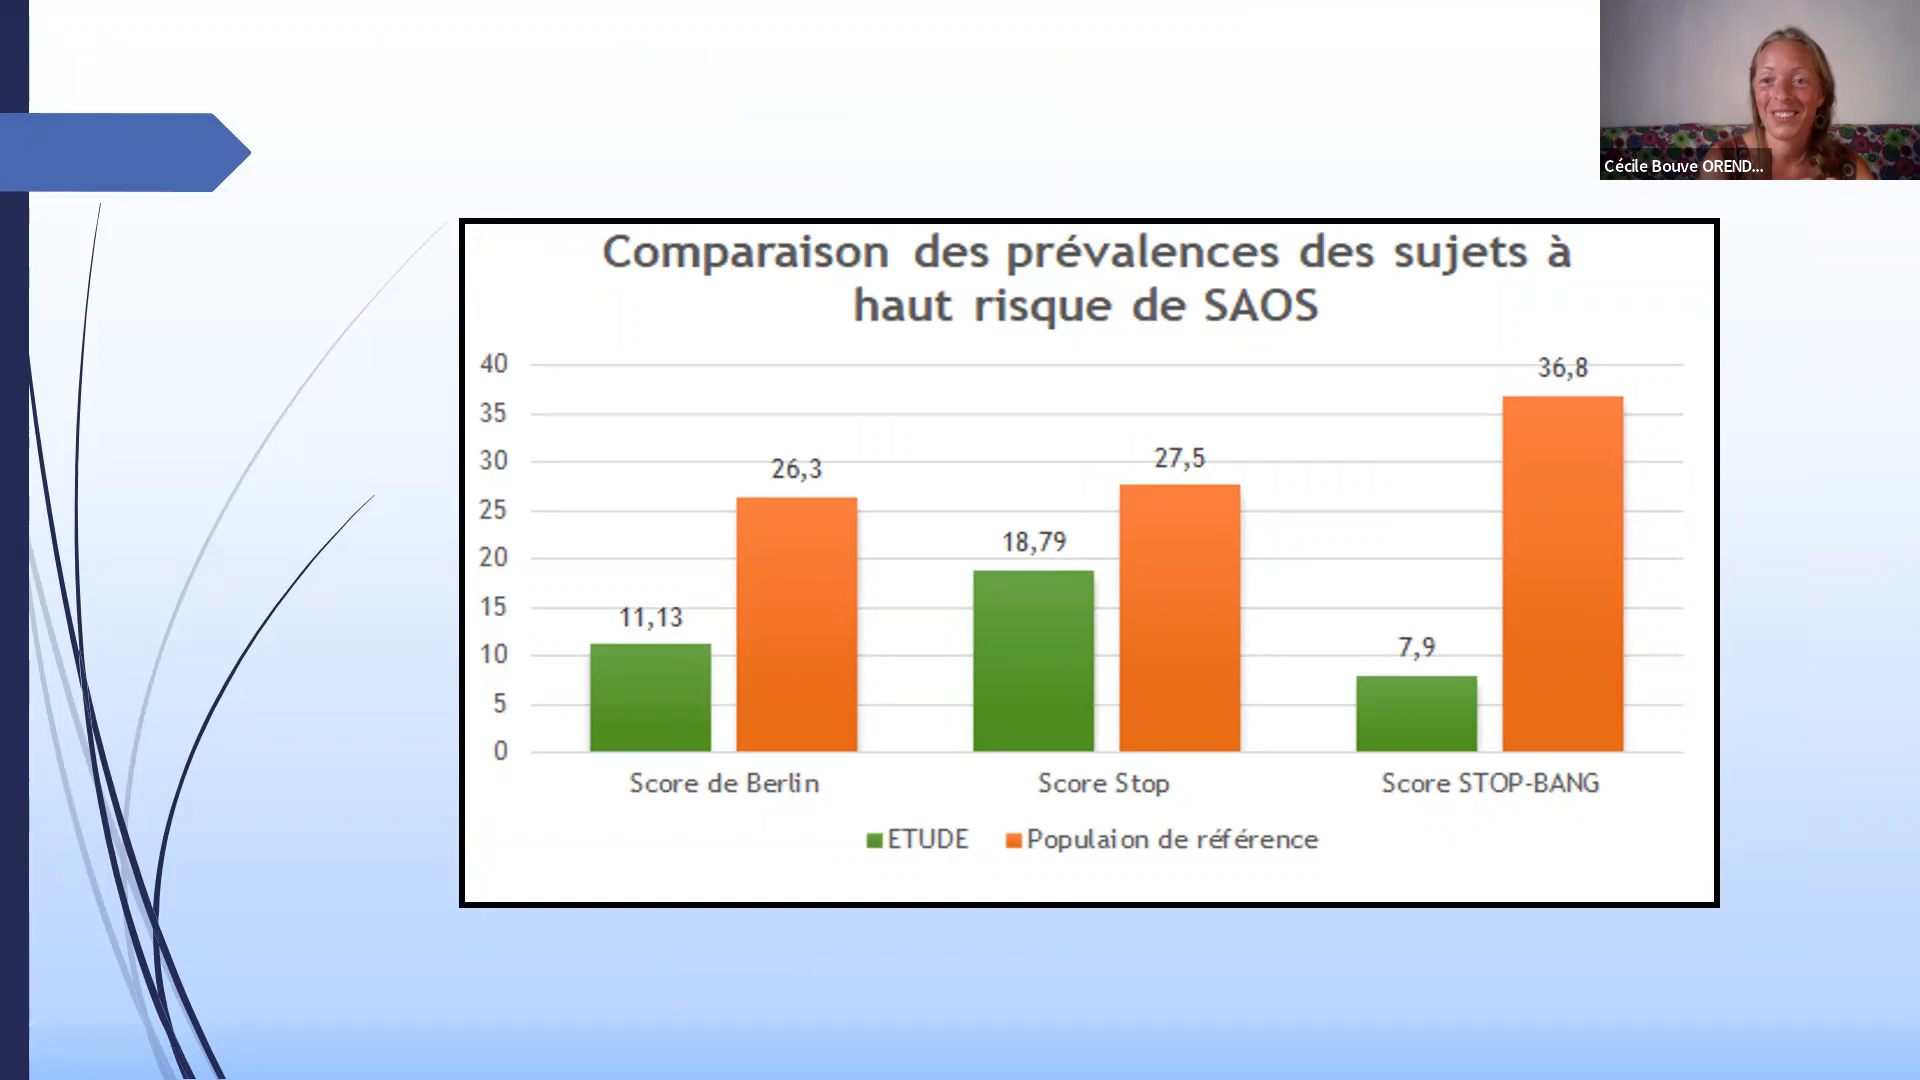 Cécile Bouve OREND...
Comparaison des prévalences des sujets à
haut risque de SAOS
40
35
30
25
20
15
10
5
0
11,13
26,3
18,79
27,5
7,9
36,8
Score de Berlin
Score Stop
Score STOP-BANG
ETUDE
Populaion de référence